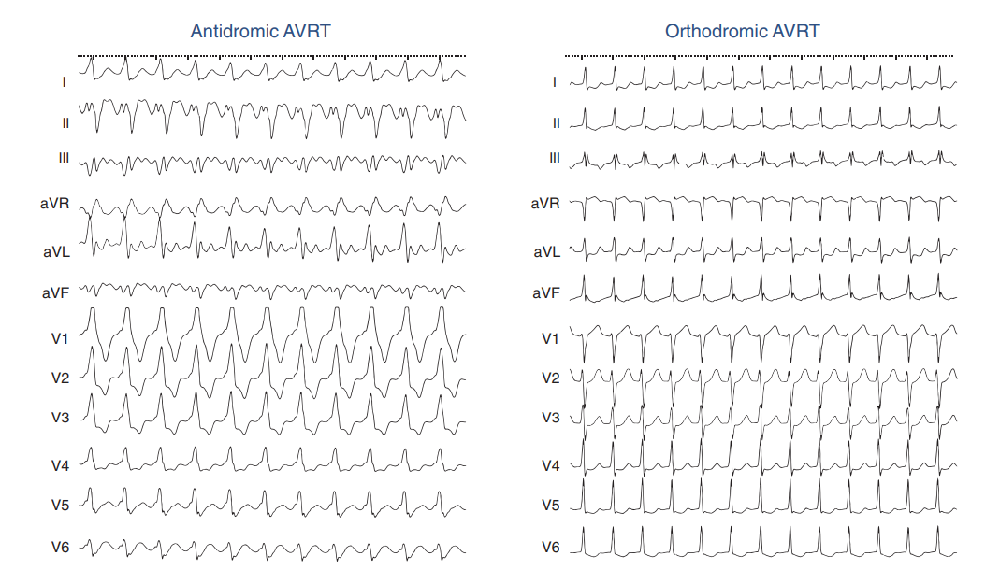 Antidromic AVRT
I
II
III
aVR
aVL
aVF
V1
V2
V3
V4
V5
V6
Orthodromic AVRT
I
II
III
aVR
aVL
aVF
V1
V2
V3
V4
V5
V6